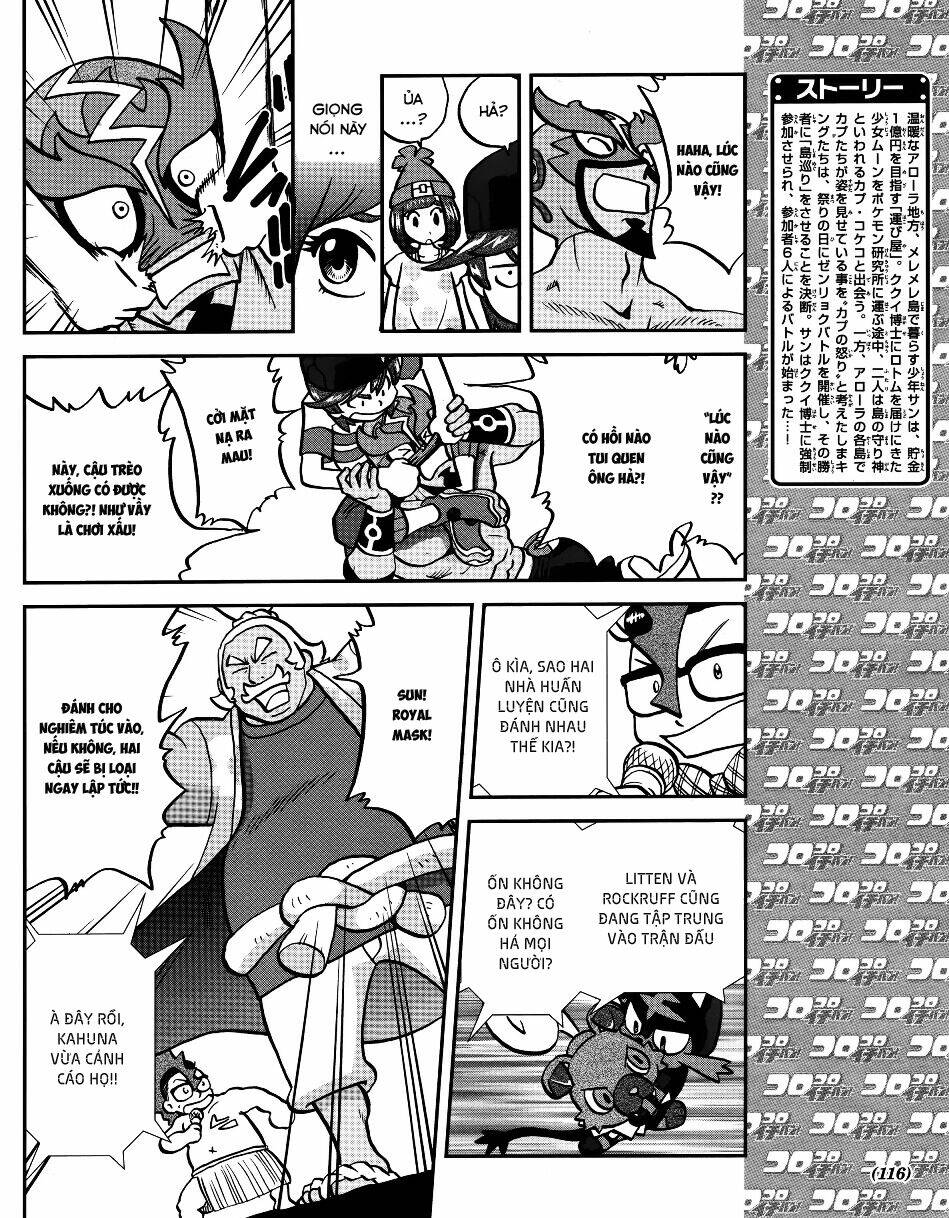 ストーリー
温暖なアローラ地方、メレメレ島で暮らす少年サンは、貯金
1億円を目指す「運び屋」。ククイ博士にロトムを届けにきた
少女ムーンをポケモン研究所に運ぶ途中、二人は島の守り神
といわれるカプ・コケコと出会う。一方、アローラの各島で
カプたちが姿を見せている事を“カプの怒り”と考えたしまキ
ングたちは、祭りの日にゼンリョクバトルを開催し、その勝
者に「島巡り」をさせることを決断。サンはククイ博士に強制
参加させられ、参加者6人によるバトルが始まった…！
HAHA, LÚC
NÀO CŨNG
VẬY!
HẢ?
ỦA
...?
GIỌNG
NÓI NÀY
...
"LÚC
NÀO
CŨNG
VẬY"
??
CÓ HỒI NÀO
TUI QUEN
ÔNG HẢ?!
CỞI MẶT
NẠ RA
MAU!
NÀY, CẬU TRÈO
XUỐNG CÓ ĐƯỢC
KHÔNG?! NHƯ VẦY
LÀ CHƠI XẤU!
Ô KÌA, SAO HAI
NHÀ HUẤN
LUYỆN CŨNG
ĐÁNH NHAU
THẾ KIA?!
SUN!
ROYAL
MASK!
ĐÁNH CHO
NGHIÊM TÚC VÀO,
NẾU KHÔNG, HAI
CẬU SẼ BỊ LOẠI
NGAY LẬP TỨC!!
LITTEN VÀ
ROCKRUFF CŨNG
ĐANG TẬP TRUNG
VÀO TRẬN ĐẤU
ỐN KHÔNG
ĐÂY? CÓ
ỐN KHÔNG
HÁ MỌI
NGƯỜI?
À ĐÂY RỒI,
KAHUNA
VỪA CẢNH
CÁO HỌ!!
(116)